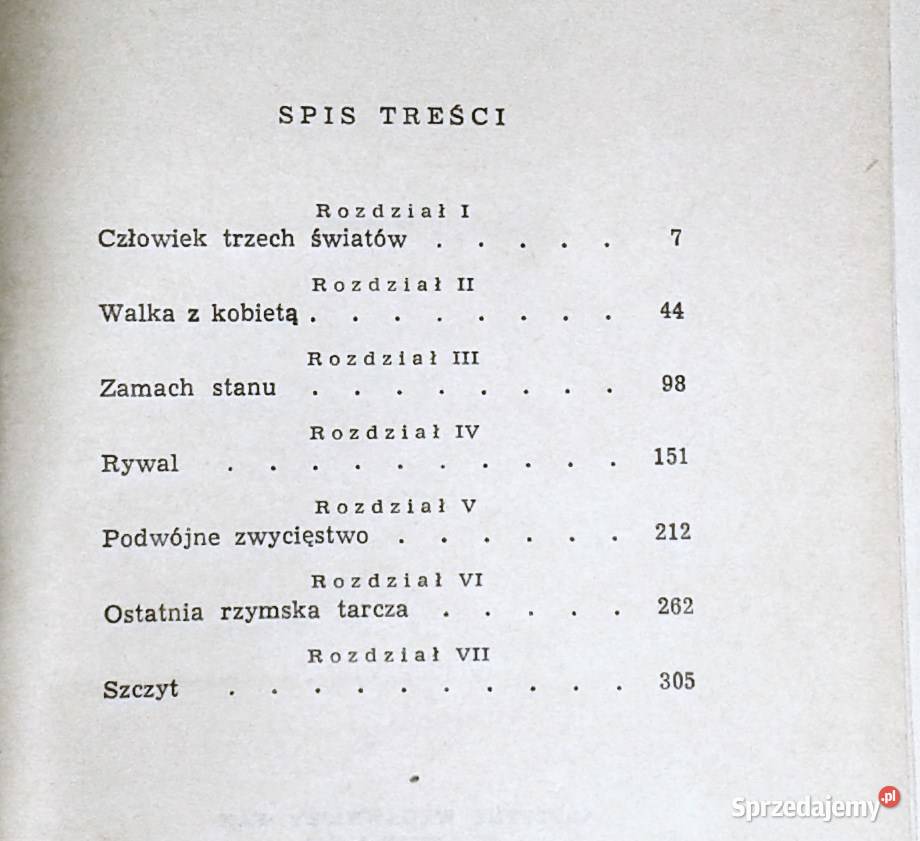 SPIS TREŚCI
Rozdział I
Człowiek trzech światów . . . . . 7
Rozdział II
Walka z kobietą . . . . . . . . 44
Rozdział III
Zamach stanu . . . . . . . . 98
Rozdział IV
Rywal . . . . . . . . . . 151
Rozdział V
Podwójne zwycięstwo . . . . . . 212
Rozdział VI
Ostatnia rzymska tarcza . . . . . 262
Rozdział VII
Szczyt . . . . . . . . . . 305
Sprzedajemy.pl